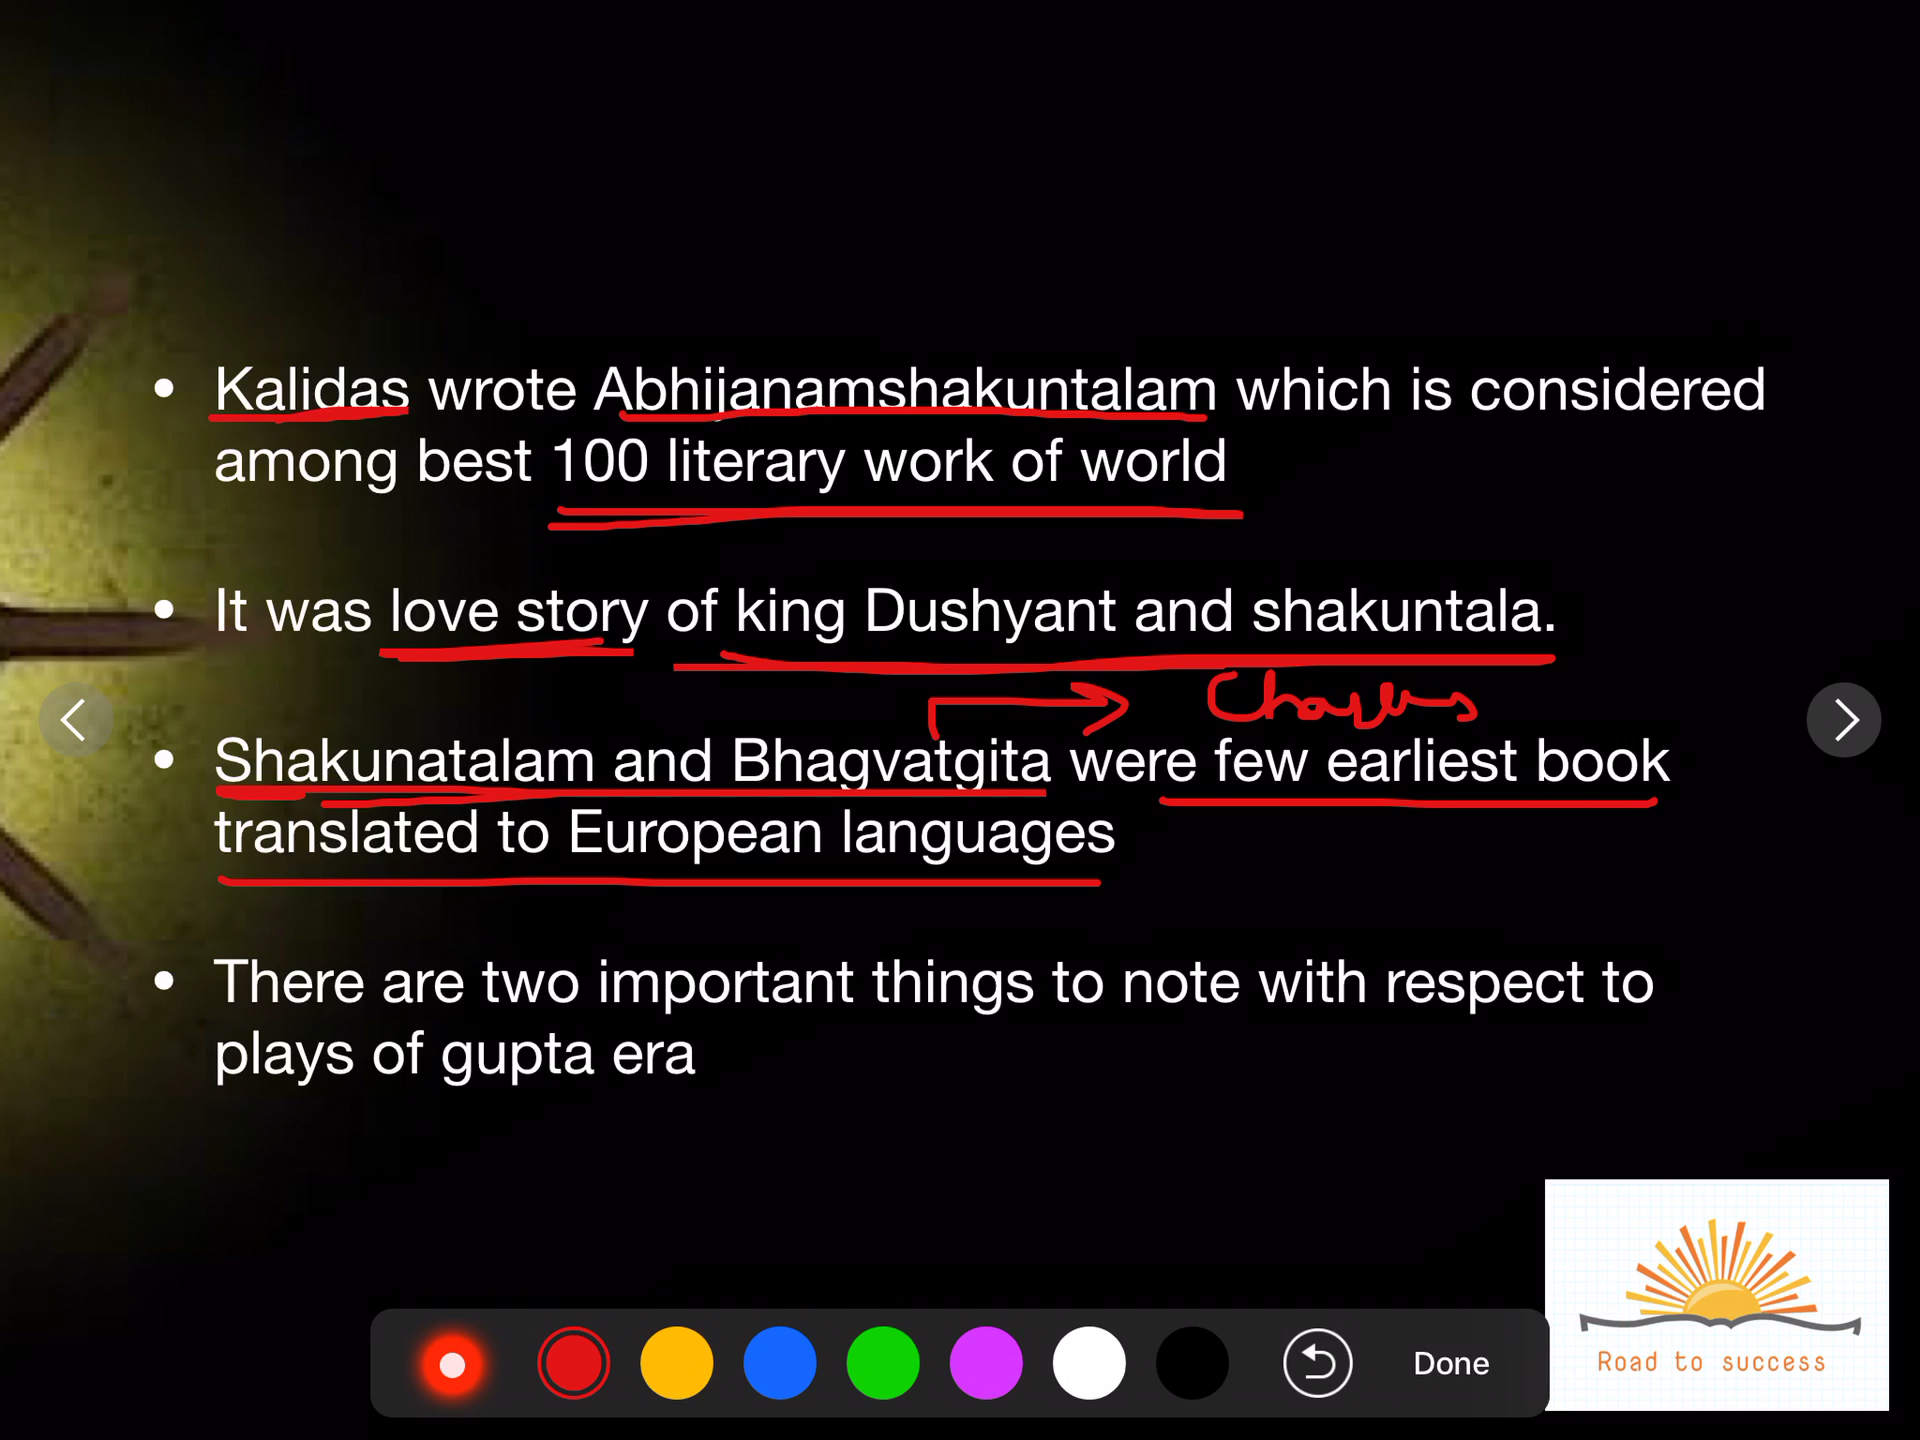 • Kalidas wrote Abhijanamshakuntalam which is considered
among best 100 literary work of world
• It was love story of king Dushyant and shakuntala.
• Shakunatalam and Bhagvatgita were few earliest book
translated to European languages
• There are two important things to note with respect to
plays of gupta era
Done
Road to success